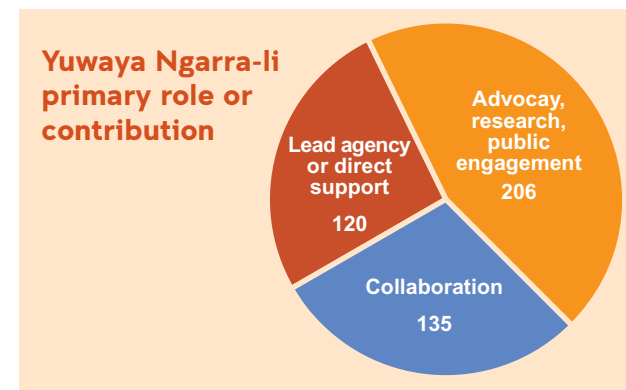 Yuwaya Ngarra-li
primary role or
contribution
Advocay,
research,
public
engagement
206
Lead agency
or direct
support
120
Collaboration
135